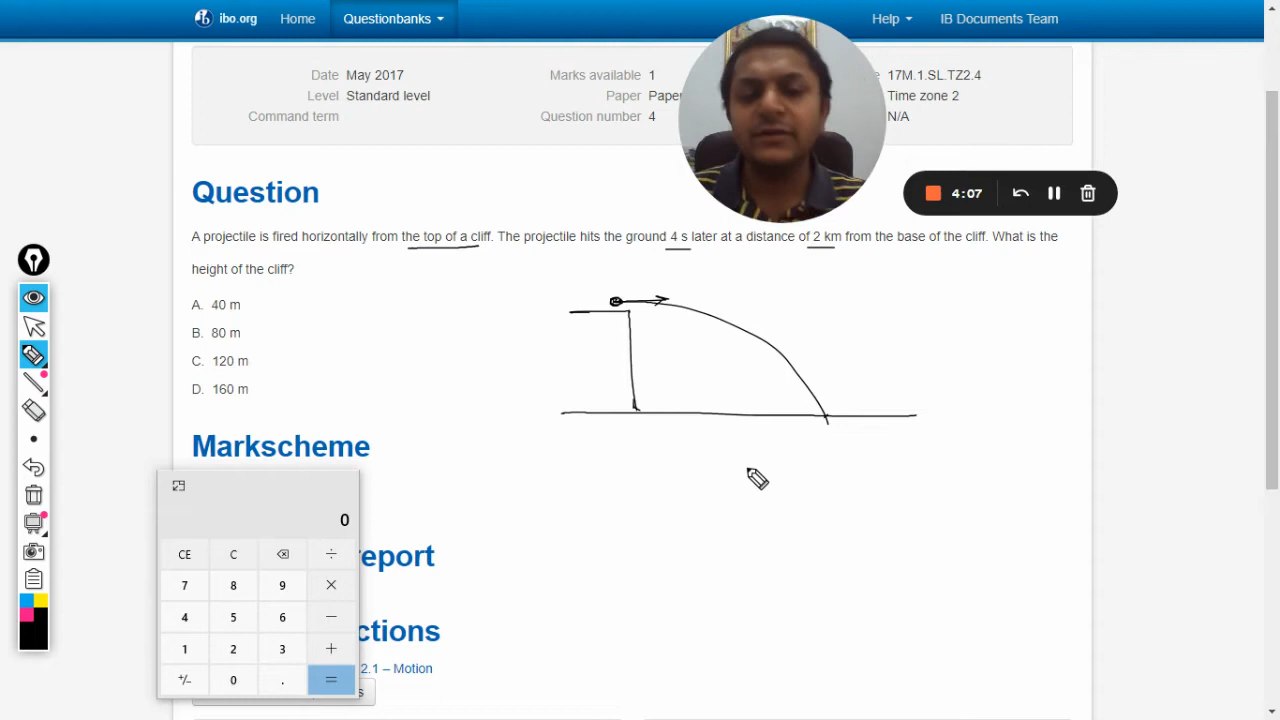 ibo.org Home Questionbanks Help IB Documents Team
Date May 2017 Marks available 1 17M.1.SL.TZ2.4
Level Standard level Paper Time zone 2
Command term Question number 4 N/A
4:07
Question
A projectile is fired horizontally from the top of a cliff. The projectile hits the ground 4 s later at a distance of 2 km from the base of the cliff. What is the
height of the cliff?
A. 40 m
B. 80 m
C. 120 m
D. 160 m
Markscheme
0
CE C ÷
report
7 8 9 ×
4 5 6 −
ctions
1 2 3 +
2.1 – Motion
+/− 0 . =
s